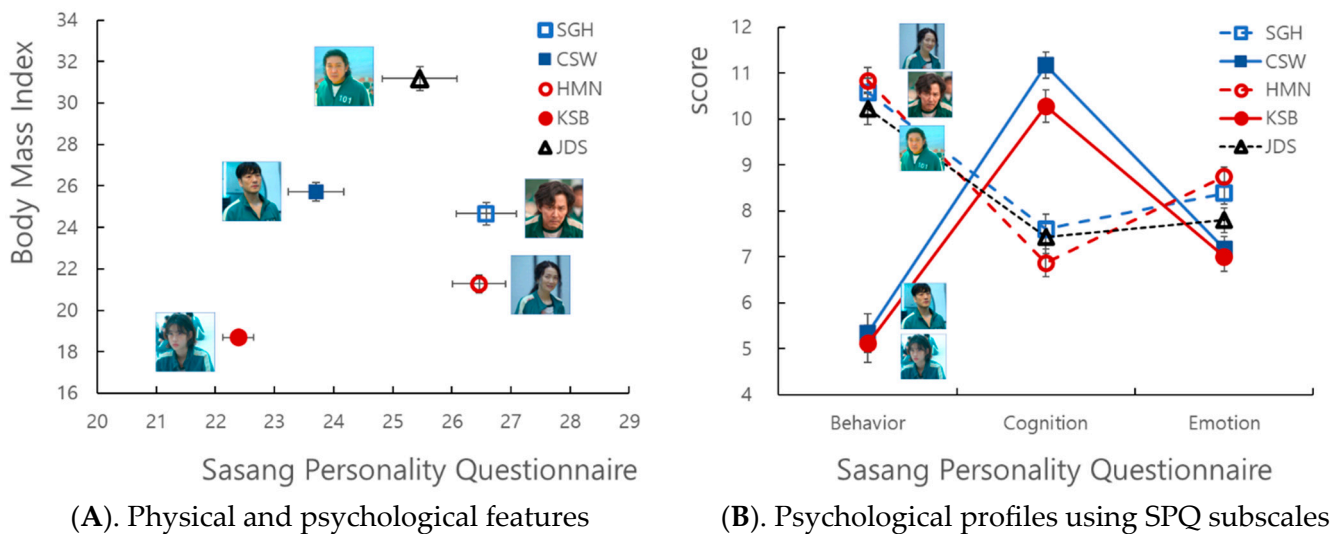 Body Mass Index
34
32
30
28
26
24
22
20
18
16
20 21 22 23 24 25 26 27 28 29
SGH
CSW
HMN
KSB
JDS
101
Sasang Personality Questionnaire
(A). Physical and psychological features
score
12
11
10
9
8
7
6
5
4
Behavior Cognition Emotion
SGH
CSW
HMN
KSB
JDS
Sasang Personality Questionnaire
(B). Psychological profiles using SPQ subscales